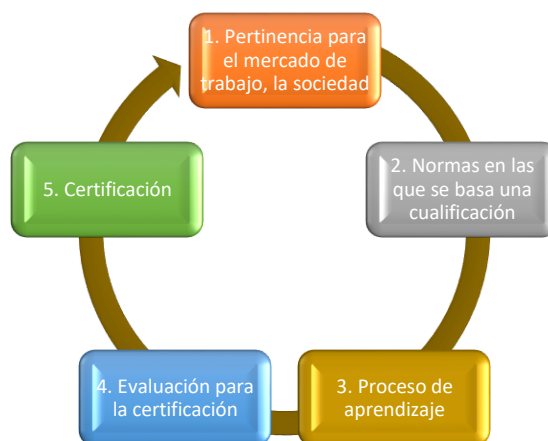 1. Pertinencia para
el mercado de
trabajo, la sociedad
2. Normas en las
que se basa una
cualificación
3. Proceso de
aprendizaje
4. Evaluación para
la certificación
5. Certificación